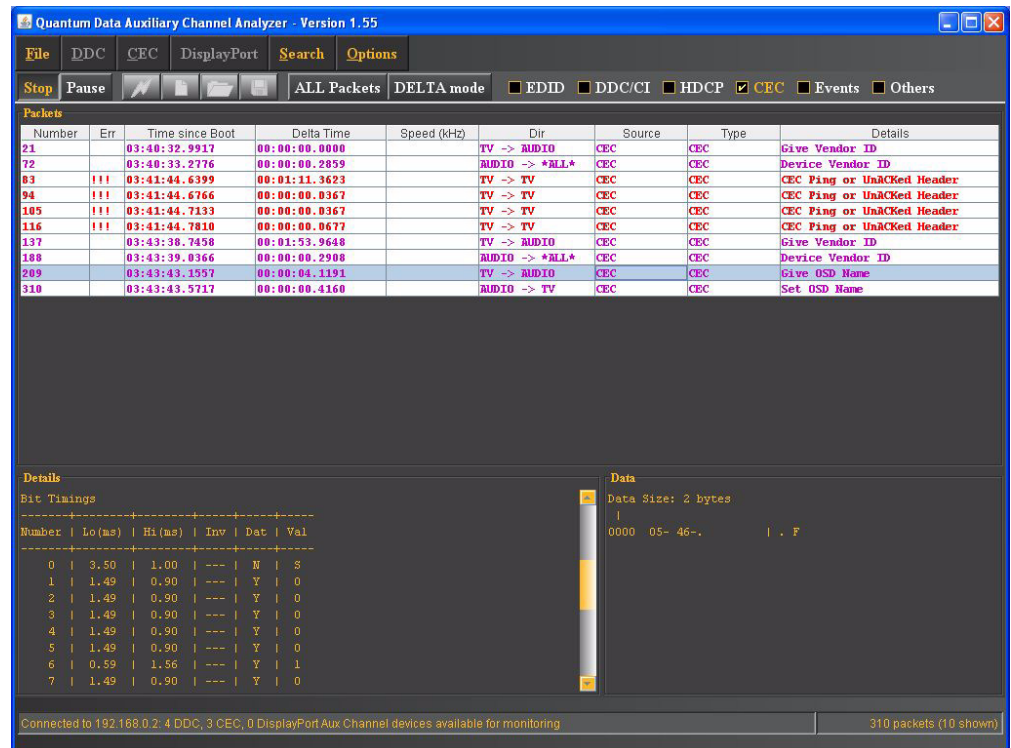 Quantum Data Auxiliary Channel Analyzer - Version 1.55
File DDC CEC DisplayPort Search Options
Stop Pause ALL Packets DELTA mode EDID DDC/CI HDCP CEC Events Others
Packets
Number Err Time since Boot Delta Time Speed (kHz) Dir Source Type Details
21 03:40:32.9917 00:00:00.0000 TV -> AUDIO CEC CEC Give Vendor ID
72 03:40:33.2776 00:00:00.2859 AUDIO -> *ALL* CEC CEC Device Vendor ID
83 !!! 03:41:44.6399 00:01:11.3623 TV -> TV CEC CEC CEC Ping or UnACKed Header
94 !!! 03:41:44.6766 00:00:00.0367 TV -> TV CEC CEC CEC Ping or UnACKed Header
105 !!! 03:41:44.7133 00:00:00.0367 TV -> TV CEC CEC CEC Ping or UnACKed Header
116 !!! 03:41:44.7810 00:00:00.0677 TV -> TV CEC CEC CEC Ping or UnACKed Header
137 03:43:38.7458 00:01:53.9648 TV -> AUDIO CEC CEC Give Vendor ID
188 03:43:39.0366 00:00:00.2908 AUDIO -> *ALL* CEC CEC Device Vendor ID
209 03:43:43.1557 00:00:04.1191 TV -> AUDIO CEC CEC Give OSD Name
310 03:43:43.5717 00:00:00.4160 AUDIO -> TV CEC CEC Set OSD Name
Details
Bit Timings
-------+--------+--------+-----+-----+-----
Number | Lo(ms) | Hi(ms) | Inv | Dat | Val
-------+--------+--------+-----+-----+-----
0 | 3.50 | 1.00 | --- | N | S
1 | 1.49 | 0.90 | --- | Y | 0
2 | 1.49 | 0.90 | --- | Y | 0
3 | 1.49 | 0.90 | --- | Y | 0
4 | 1.49 | 0.90 | --- | Y | 0
5 | 1.49 | 0.90 | --- | Y | 0
6 | 0.59 | 1.56 | --- | Y | 1
7 | 1.49 | 0.90 | --- | Y | 0
Data
Data Size: 2 bytes
|
0000 05- 46-. | . F
Connected to 192.168.0.2: 4 DDC, 3 CEC, 0 DisplayPort Aux Channel devices available for monitoring
310 packets (10 shown)